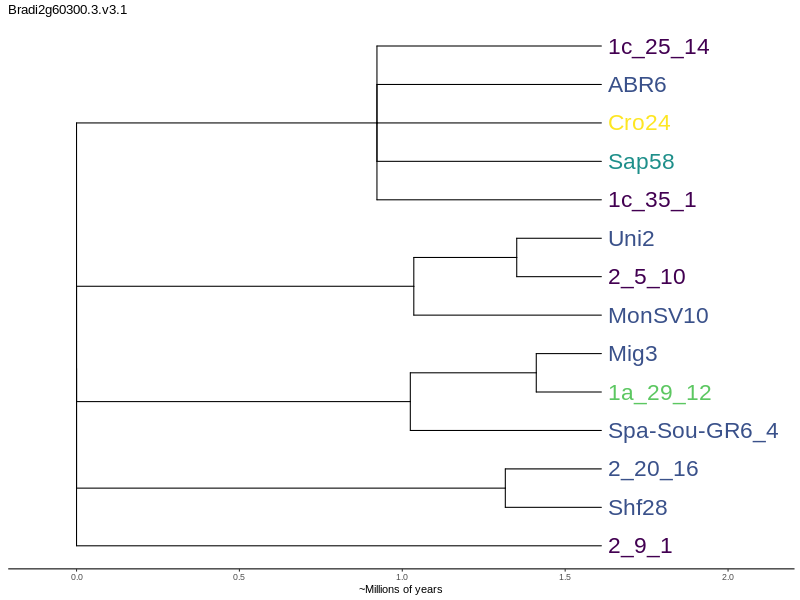 Bradi2g60300.3.v3.1
1c_25_14
ABR6
Cro24
Sap58
1c_35_1
Uni2
2_5_10
MonSV10
Mig3
1a_29_12
Spa-Sou-GR6_4
2_20_16
Shf28
2_9_1
0.0 0.5 1.0 1.5 2.0
~Millions of years